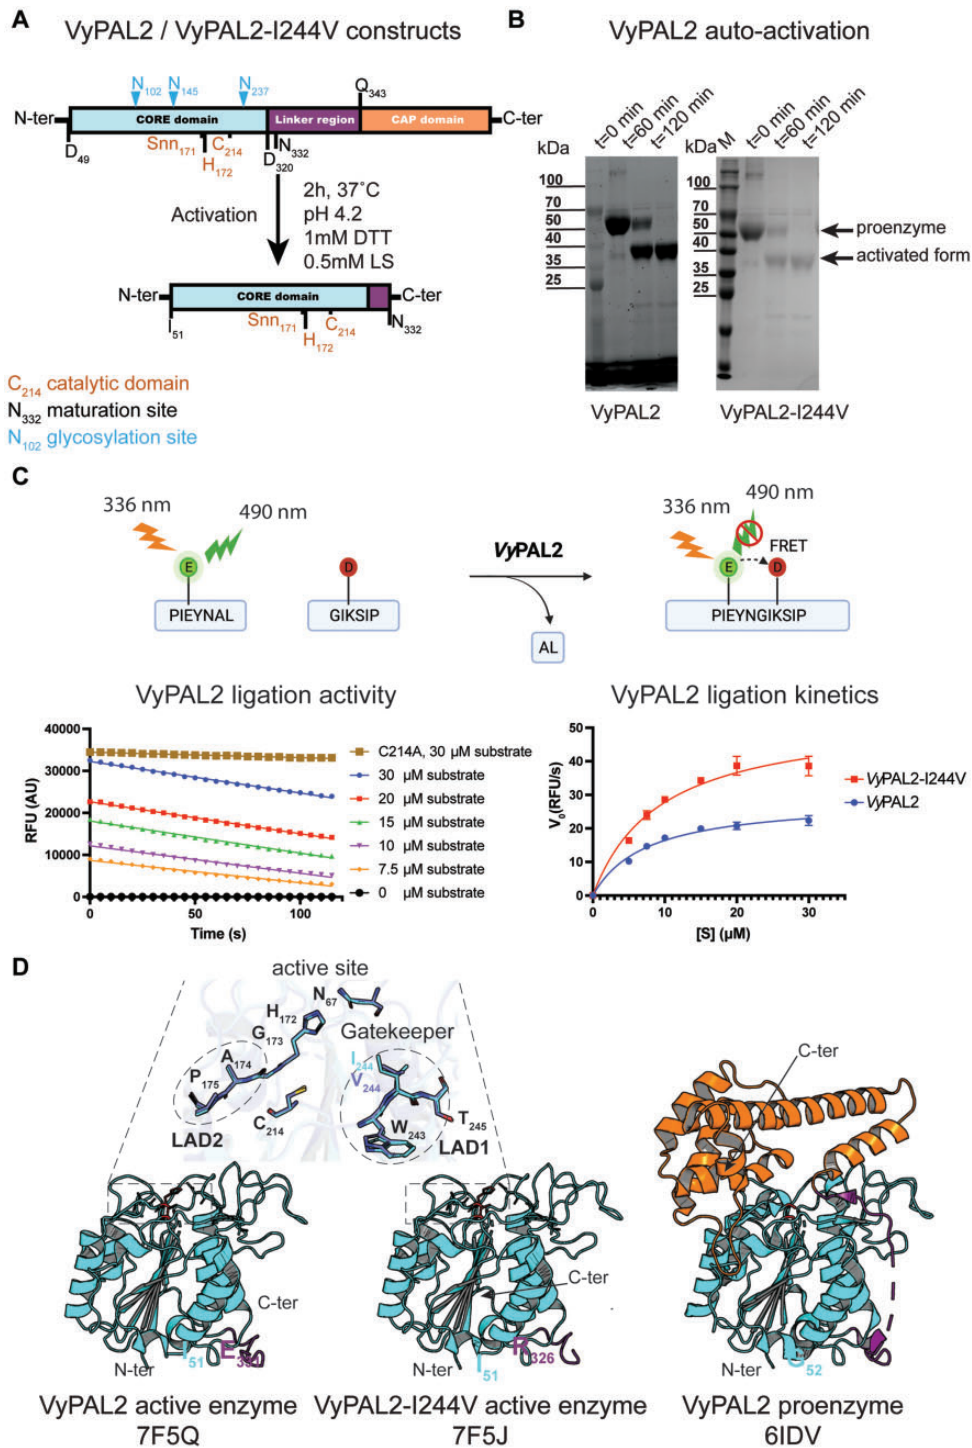 A
VyPAL2 / VyPAL2-I244V constructs
N102 N145 N237
Q343
N-ter
CORE domain
Linker region
CAP domain
C-ter
D49
Snn171
H172
C214
D320
N332
Activation
2h, 37°C
pH 4.2
1mM DTT
0.5mM LS
N-ter
CORE domain
C-ter
I51
Snn171
H172
C214
N332
C214 catalytic domain
N332 maturation site
N102 glycosylation site
B
VyPAL2 auto-activation
kDa
t=0 min
t=60 min
t=120 min
100
70
50
40
35
25
VyPAL2
kDa
M
t=0 min
t=60 min
t=120 min
100
70
50
40
35
25
proenzyme
activated form
VyPAL2-I244V
C
336 nm
490 nm
E
PIEYNAL
D
GIKSIP
VyPAL2
AL
336 nm
490 nm
FRET
E
D
PIEYNGIKSIP
VyPAL2 ligation activity
40000
30000
20000
10000
0
RFU (AU)
0 50 100
Time (s)
C214A, 30 µM substrate
30 µM substrate
20 µM substrate
15 µM substrate
10 µM substrate
7.5 µM substrate
0 µM substrate
VyPAL2 ligation kinetics
50
40
30
20
10
0
V0(RFU/s)
0 10 20 30
[S] (µM)
VyPAL2-I244V
VyPAL2
D
active site
N67
H172
G173
A174
P175
LAD2
C214
Gatekeeper
I244
V244
W243
T245
LAD1
C-ter
N-ter
I51
VyPAL2 active enzyme
7F5Q
C-ter
N-ter
I51
R326
VyPAL2-I244V active enzyme
7F5J
C-ter
N-ter
VyPAL2 proenzyme
6IDV